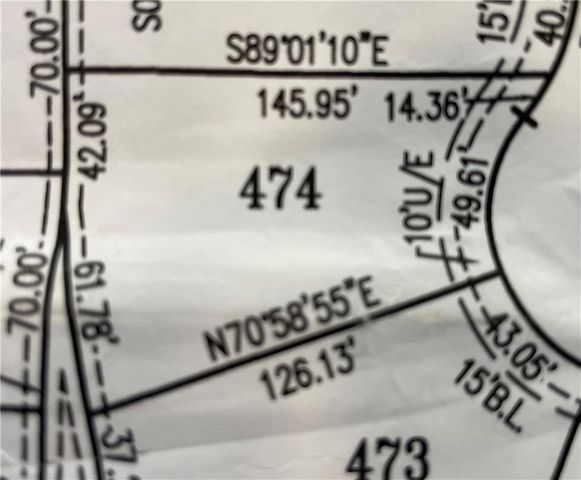 70.00'
S0
15'
40.
S89°01'10"E
145.95'
14.36'
42.09'
474
10'U/E
49.61'
70.00'
61.78'
N70°58'55"E
126.13'
43.05'
15'B.L.
37.
473